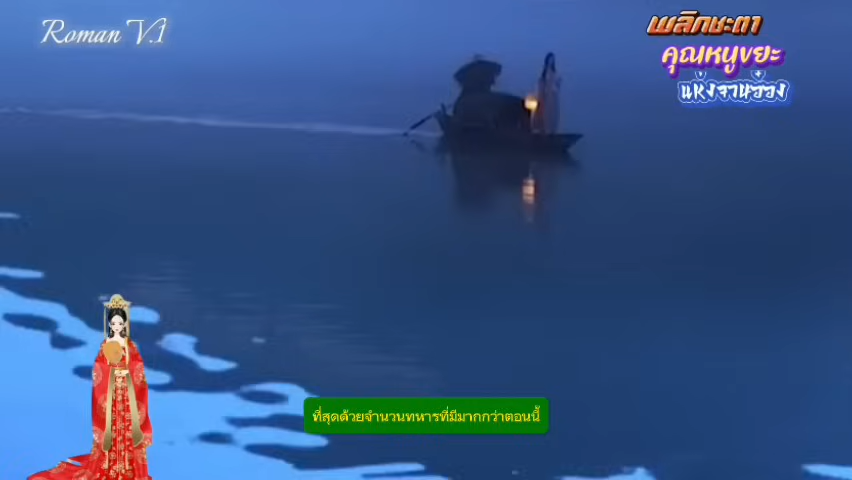 Roman V.1
พลิกชะตา
คุณหนูขยะ
แห่งจวนอ๋อง
ที่สุดด้วยจำนวนทหารที่มีมากกว่าตอนนี้